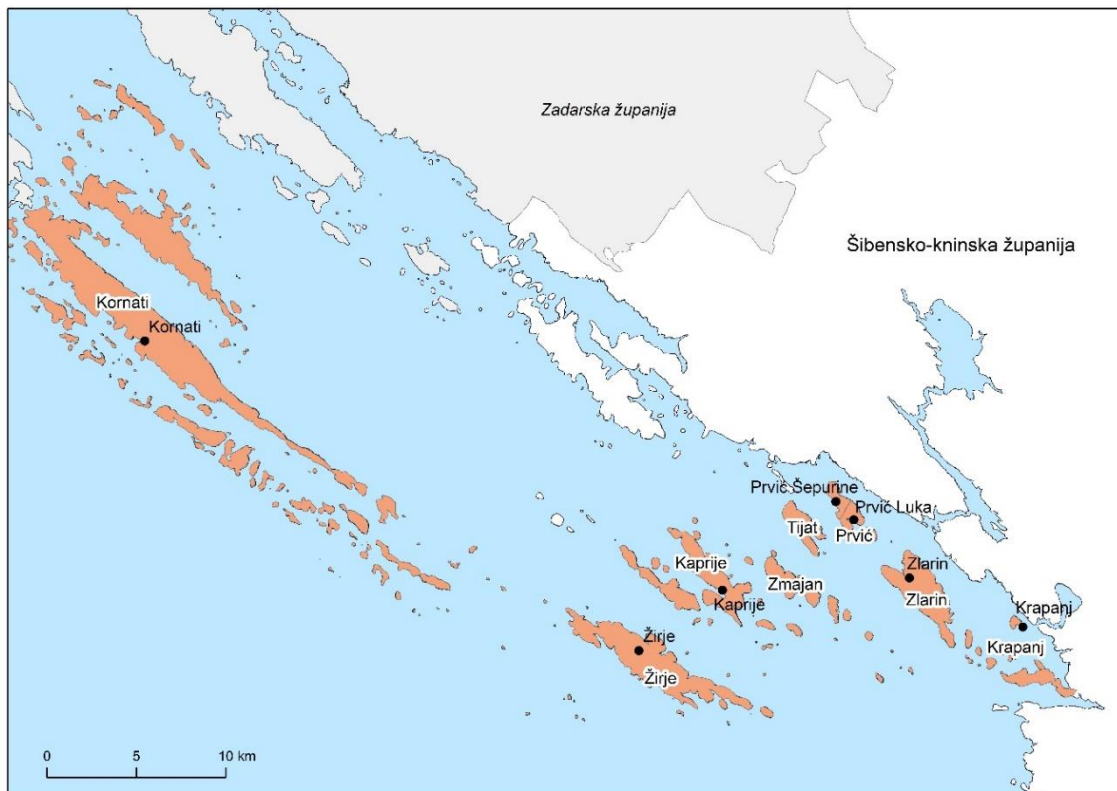 Zadarska županija
Šibensko-kninska županija
Kornati
Kornati
Prvić Šepurine
Prvić Luka
Tijat
Prvić
Kaprije
Zmajan
Kaprije
Zlarin
Zlarin
Krapanj
Krapanj
Žirje
Žirje
0 5 10 km